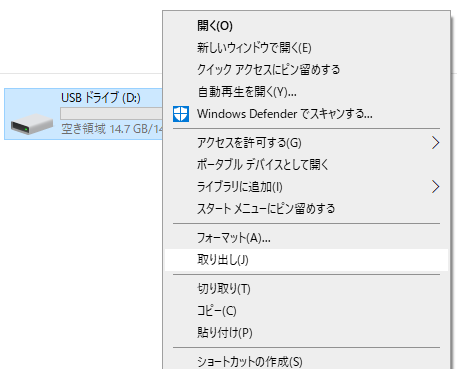 開く(O)
新しいウィンドウで開く(E)
クイック アクセスにピン留めする
自動再生を開く(Y)...
Windows Defender でスキャンする...
アクセスを許可する(G)
ポータブル デバイスとして開く
ライブラリに追加(I)
スタート メニューにピン留めする
フォーマット(A)...
取り出し(J)
切り取り(T)
コピー(C)
貼り付け(P)
ショートカットの作成(S)
USB ドライブ (D:)
空き領域 14.7 GB/14